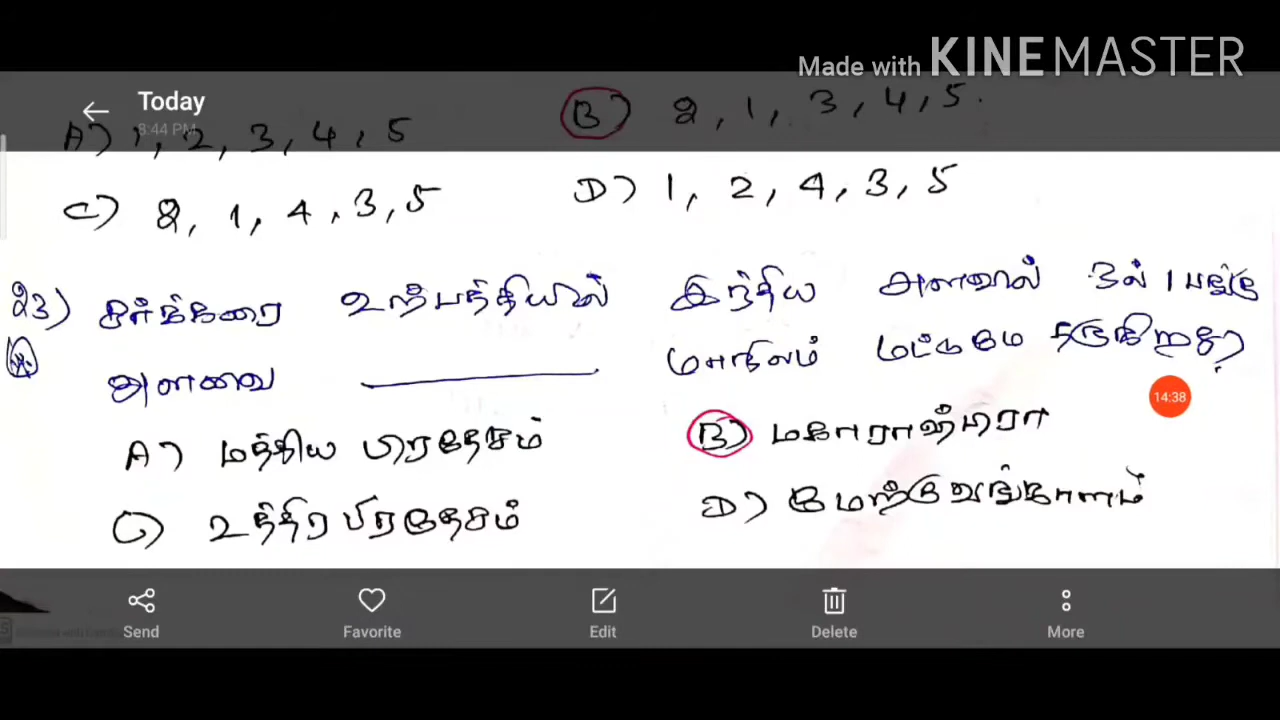 Made with KINEMASTER
Today
8:44 PM
A) 1, 2, 3, 4, 5 B) 2, 1, 3, 4, 5.
C) 2, 1, 4, 3, 5 D) 1, 2, 4, 3, 5
23) சர்க்கரை உற்பத்தியில் இந்திய அளவில் 3ல் 1 பங்கு
அளவை ______ மாநிலம் மட்டுமே தருகிறது
14:38
A) மத்திய பிரதேசம் B) மகாராஷ்டிரா
C) உத்திர பிரதேசம் D) மேற்கு வங்காளம்
Send Favorite Edit Delete More